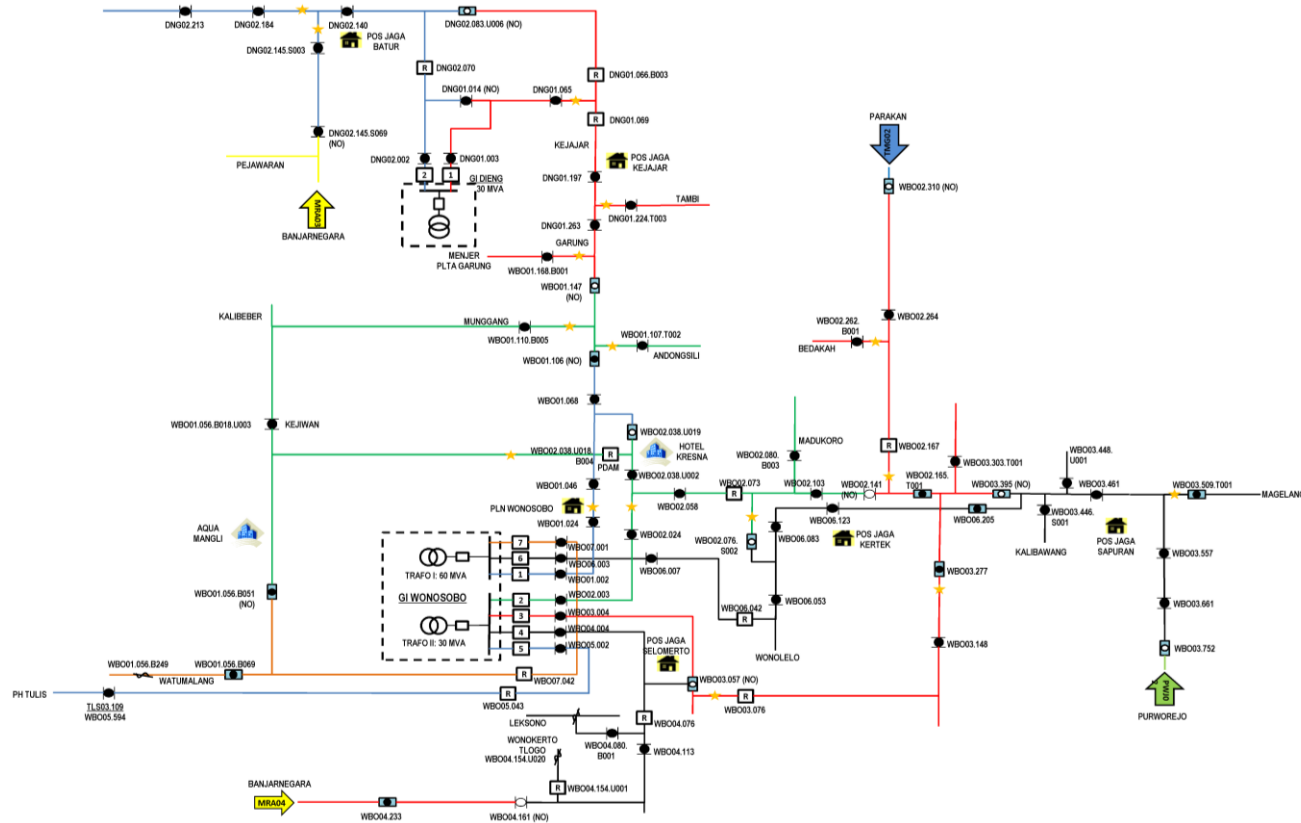 DNG02.213
DNG02.184
DNG02.140
DNG02.083.U006 (NO)
POS JAGA
BATUR
DNG02.145.S003
DNG02.070
DNG01.066.B003
DNG01.014 (NO)
DNG01.065
DNG01.069
PARAKAN
TMG02
DNG02.145.S069
(NO)
KEJAJAR
PEJAWARAN
DNG02.002
DNG01.003
POS JAGA
KEJAJAR
2
1
GI DIENG
30 MVA
DNG01.197
WBO02.310 (NO)
TAMBI
DNG01.224.T003
BANJARNEGARA
DNG01.263
GARUNG
MENJER
PLTA GARUNG
WBO01.168.B001
WBO01.147
(NO)
KALIBEBER
MUNGGANG
WBO01.110.B005
WBO01.107.T002
ANDONGSILI
WBO01.106 (NO)
WBO02.262.
B001
WBO02.264
BEDAKAH
WBO01.068
WBO01.056.B018.U003
KEJIWAN
WBO02.038.U019
HOTEL
KRESNA
WBO02.038.U018.
B004
PDAM
WBO02.038.U002
MADUKORO
WBO02.080.
B003
WBO02.167
WBO03.303.T001
WBO03.448.
U001
WBO01.046
WBO02.073
WBO02.103
WBO02.141
(NO)
WBO02.165.
T001
WBO03.395 (NO)
WBO03.461
WBO03.509.T001
MAGELANG
PLN WONOSOBO
WBO02.058
WBO01.024
WBO02.024
WBO06.123
WBO06.205
WBO03.446.
S001
KALIBAWANG
POS JAGA
SAPURAN
AQUA
MANGLI
WBO02.076.
S002
WBO06.083
POS JAGA
KERTEK
7
WBO07.001
6
WBO06.003
1
WBO01.002
TRAFO I: 60 MVA
WBO06.007
WBO03.557
WBO03.277
GI WONOSOBO
2
WBO02.003
3
WBO03.004
4
WBO04.004
5
WBO05.002
TRAFO II: 30 MVA
WBO01.056.B051
(NO)
WBO06.042
WBO06.053
WBO03.661
WONOLELO
WBO03.148
POS JAGA
SELOMERTO
WBO03.752
WBO01.056.B249
WBO01.056.B069
WATUMALANG
WBO07.042
WBO03.057 (NO)
WBO03.076
PH TULIS
TLS03.109
WBO05.594
WBO05.043
PURWOREJO
LEKSONO
WBO04.076
WBO04.080.
B001
WBO04.113
WONOKERTO
TLOGO
WBO04.154.U020
WBO04.154.U001
BANJARNEGARA
MRA04
WBO04.233
WBO04.161 (NO)